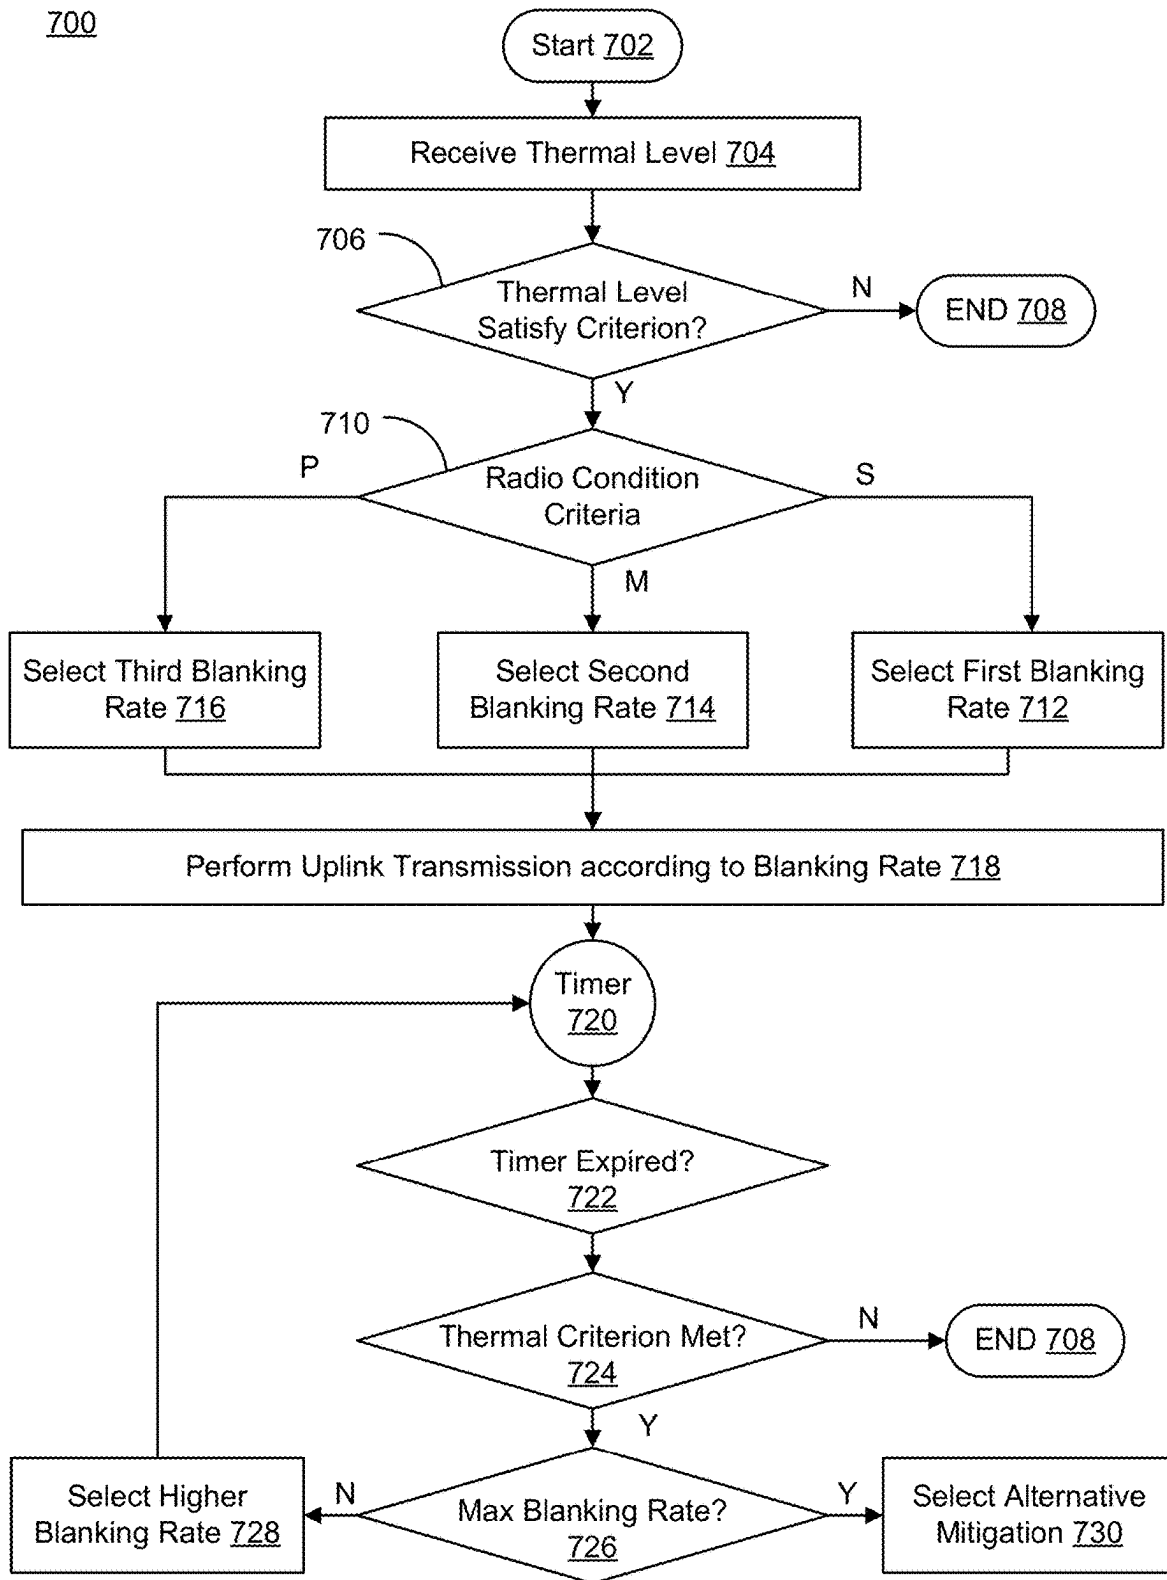 700
Start 702
Receive Thermal Level 704
706
Thermal Level
Satisfy Criterion?
N
END 708
Y
710
P
Radio Condition
Criteria
S
M
Select Third Blanking
Rate 716
Select Second
Blanking Rate 714
Select First Blanking
Rate 712
Perform Uplink Transmission according to Blanking Rate 718
Timer
720
Timer Expired?
722
Thermal Criterion Met?
724
N
END 708
Y
Select Higher
Blanking Rate 728
N
Max Blanking Rate?
726
Y
Select Alternative
Mitigation 730